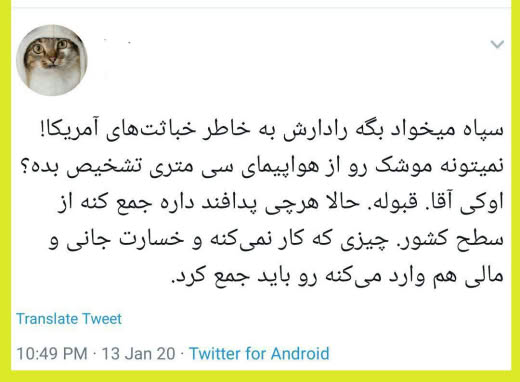 سپاه میخواد بگه رادارش به خاطر خباثت‌های آمریکا!
نمیتونه موشک رو از هواپیمای سی متری تشخیص بده؟
اوکی آقا. قبوله. حالا هرچی پدافند داره جمع کنه از
سطح کشور. چیزی که کار نمی‌کنه و خسارت جانی و
مالی هم وارد می‌کنه رو باید جمع کرد.
Translate Tweet
10:49 PM · 13 Jan 20 · Twitter for Android